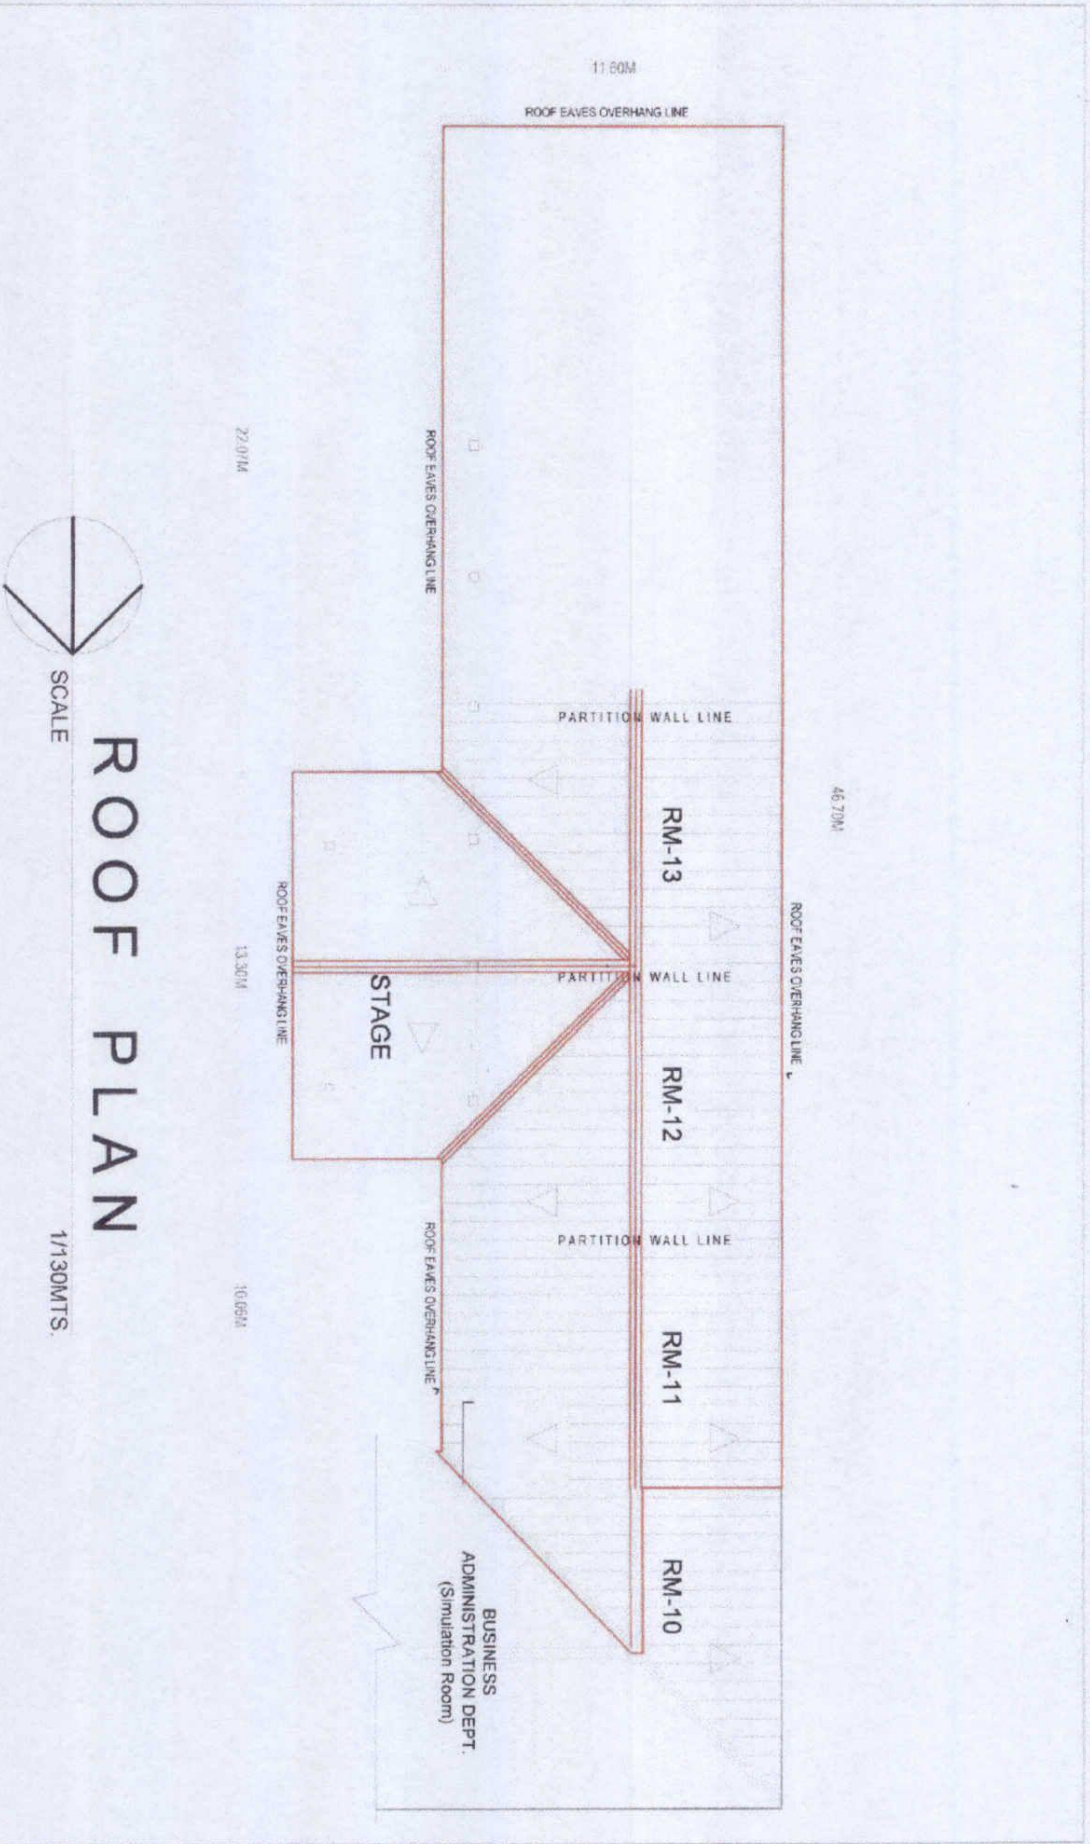 11.60M
ROOF EAVES OVERHANG LINE
46.70M
ROOF EAVES OVERHANG LINE
PARTITION WALL LINE
PARTITION WALL LINE
PARTITION WALL LINE
RM-13
RM-12
RM-11
RM-10
STAGE
BUSINESS
ADMINISTRATION DEPT.
(Simulation Room)
ROOF EAVES OVERHANG LINE
ROOF EAVES OVERHANG LINE
ROOF EAVES OVERHANG LINE
22.07M
13.30M
10.06M
ROOF PLAN
SCALE
1/130MTS.